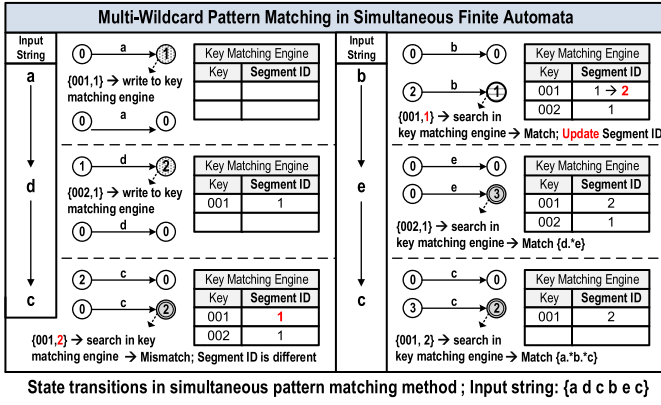 Multi-Wildcard Pattern Matching in Simultaneous Finite Automata
Input
String
a
d
c
0 a 1
{001,1} → write to key
matching engine
0 a 0
Key Matching Engine
Key Segment ID
1 d 2
{002,1} → write to key
matching engine
0 d 0
Key Matching Engine
Key Segment ID
001 1
2 c 0
0 c 2
{001,2} → search in key
matching engine → Mismatch; Segment ID is different
Key Matching Engine
Key Segment ID
001 1
002 1
Input
String
b
e
c
0 b 0
2 b 1
{001,1} → search in
key matching engine → Match; Update Segment ID
Key Matching Engine
Key Segment ID
001 1 → 2
002 1
0 e 0
0 e 3
{002,1} → search in
key matching engine → Match {d.*e}
Key Matching Engine
Key Segment ID
001 2
002 1
0 c 0
3 c 2
{001, 2} → search in
key matching engine → Match {a.*b.*c}
Key Matching Engine
Key Segment ID
001 2
State transitions in simultaneous pattern matching method ; Input string: {a d c b e c}